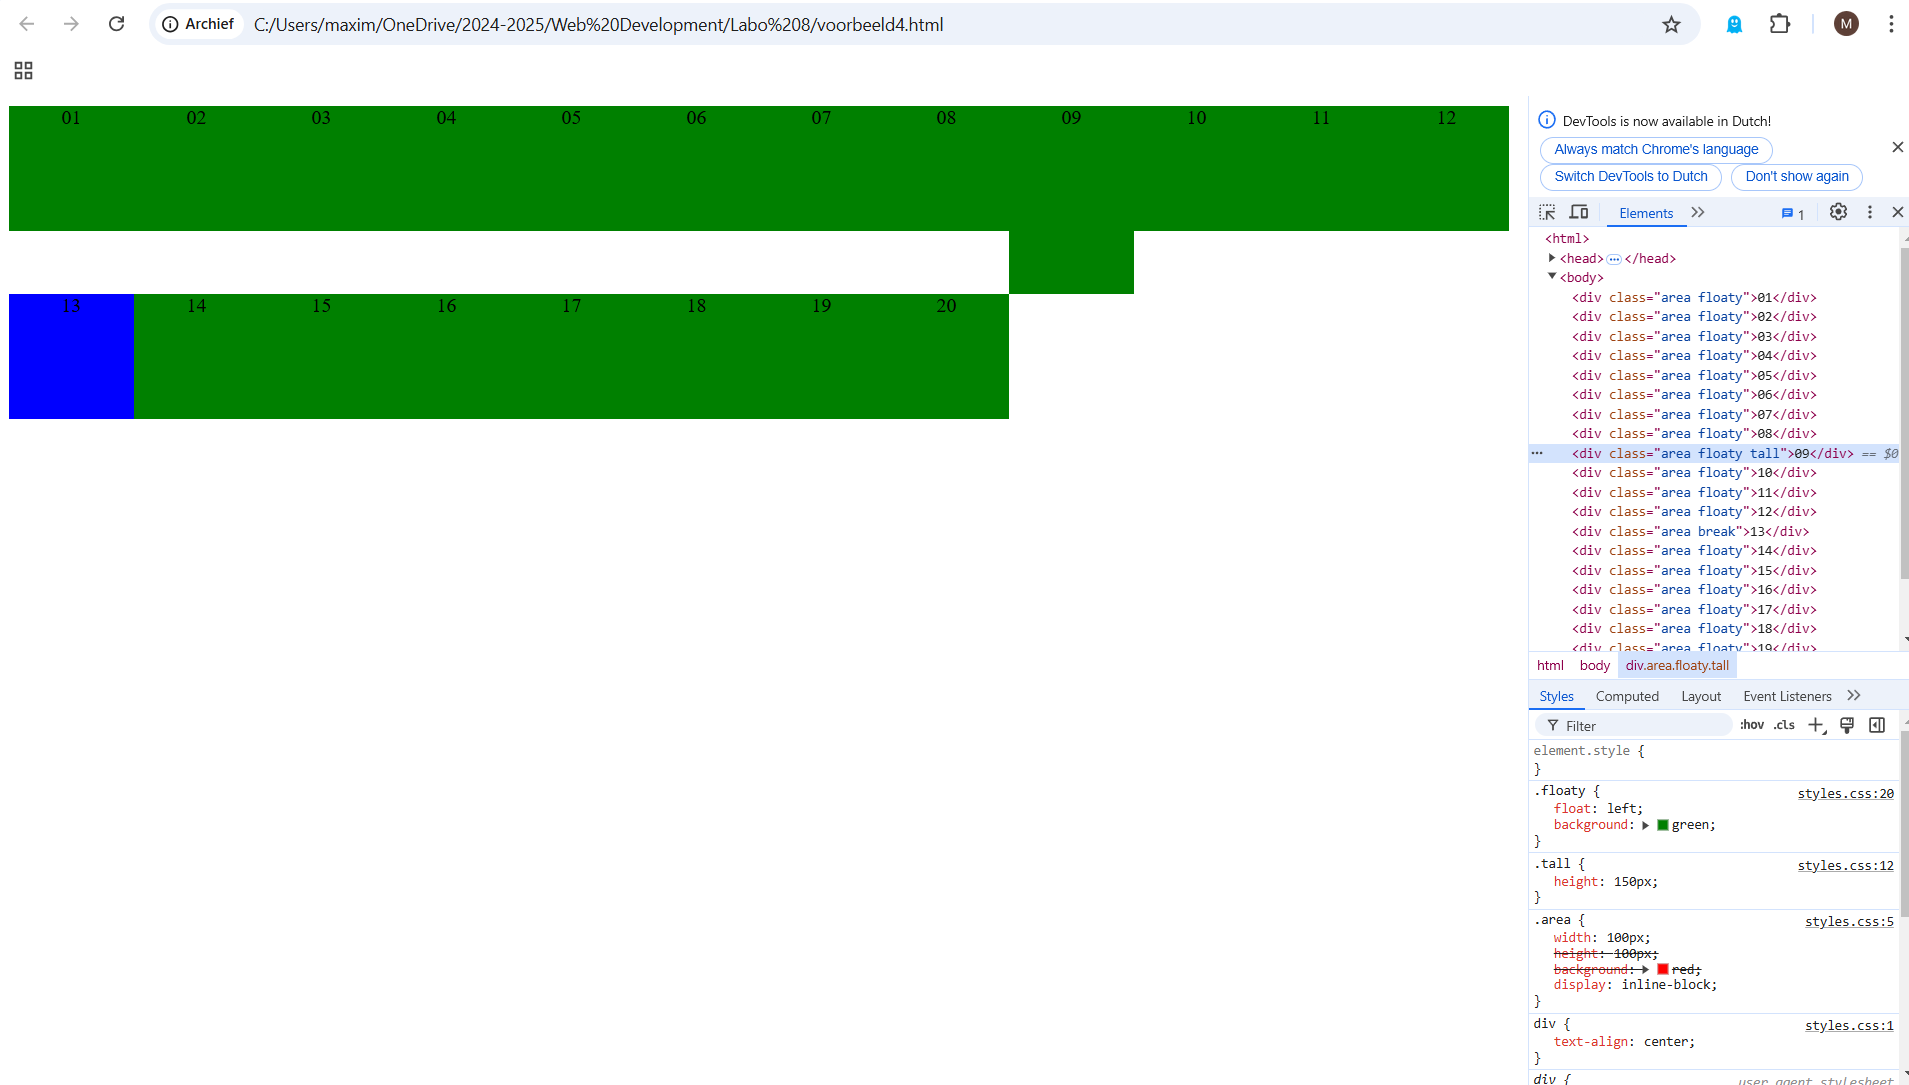 Archief C:/Users/maxim/OneDrive/2024-2025/Web%20Development/Labo%208/voorbeeld4.html M
01 02 03 04 05 06 07 08 09 10 11 12
13 14 15 16 17 18 19 20
DevTools is now available in Dutch!
Always match Chrome's language
Switch DevTools to Dutch Don't show again
Elements 1
<html>
<head> ··· </head>
<body>
<div class="area floaty">01</div>
<div class="area floaty">02</div>
<div class="area floaty">03</div>
<div class="area floaty">04</div>
<div class="area floaty">05</div>
<div class="area floaty">06</div>
<div class="area floaty">07</div>
<div class="area floaty">08</div>
··· <div class="area floaty tall">09</div> == $0
<div class="area floaty">10</div>
<div class="area floaty">11</div>
<div class="area floaty">12</div>
<div class="area break">13</div>
<div class="area floaty">14</div>
<div class="area floaty">15</div>
<div class="area floaty">16</div>
<div class="area floaty">17</div>
<div class="area floaty">18</div>
<div class="area floaty">19</div>
html body div.area.floaty.tall
Styles Computed Layout Event Listeners
Filter :hov .cls
element.style {
}
.floaty { styles.css:20
float: left;
background: green;
}
.tall { styles.css:12
height: 150px;
}
.area { styles.css:5
width: 100px;
height: 100px;
background: red;
display: inline-block;
}
div { styles.css:1
text-align: center;
}
div { user agent stylesheet